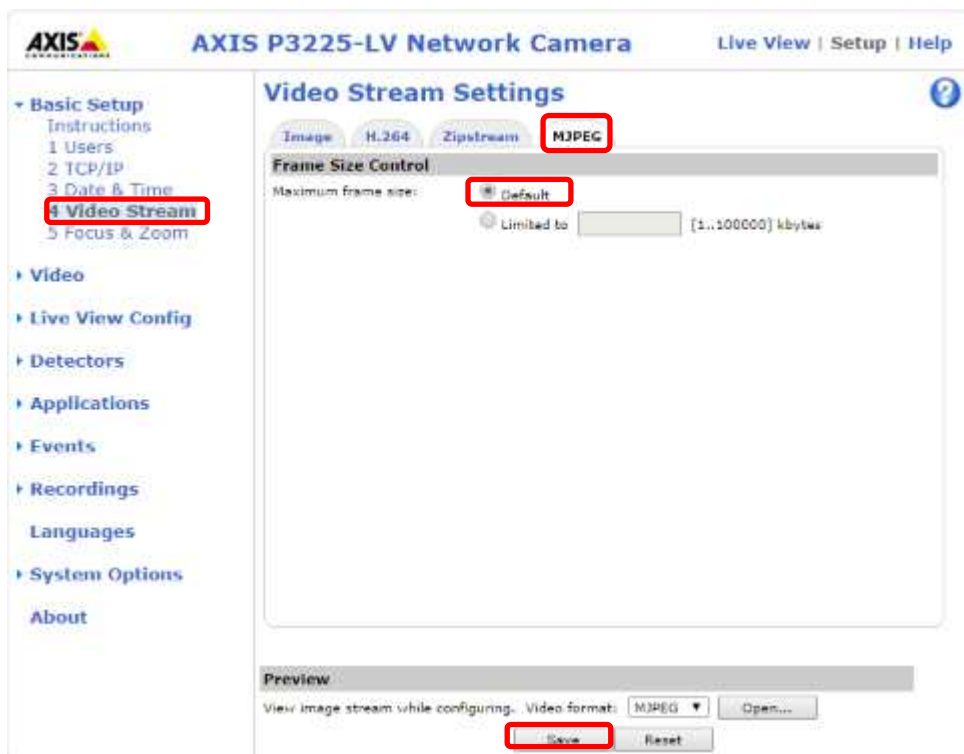 AXIS
COMMUNICATIONS
AXIS P3225-LV Network Camera
Live View | Setup | Help
Basic Setup
Instructions
1 Users
2 TCP/IP
3 Date & Time
4 Video Stream
5 Focus & Zoom
Video
Live View Config
Detectors
Applications
Events
Recordings
Languages
System Options
About
Video Stream Settings
?
Image H.264 Zipstream MJPEG
Frame Size Control
Maximum frame size: Default
Limited to [1..100000] kbytes
Preview
View image stream while configuring. Video format: MJPEG Open...
Save Reset